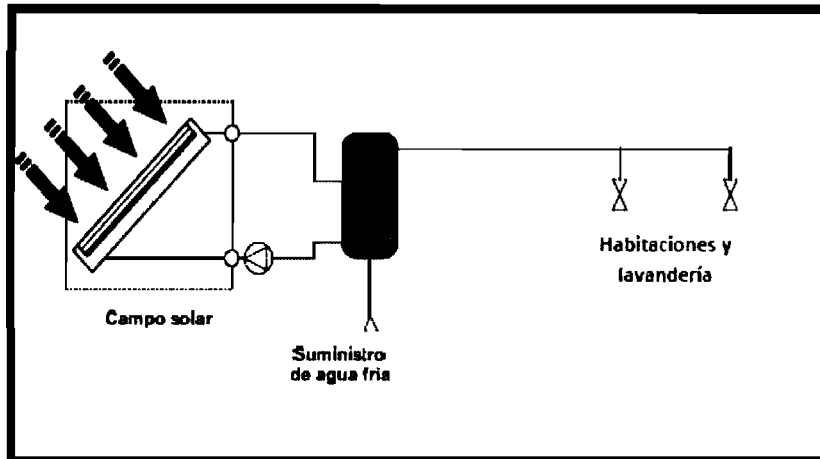 Habitaciones y
lavandería
Campo solar
Suministro
de agua fria